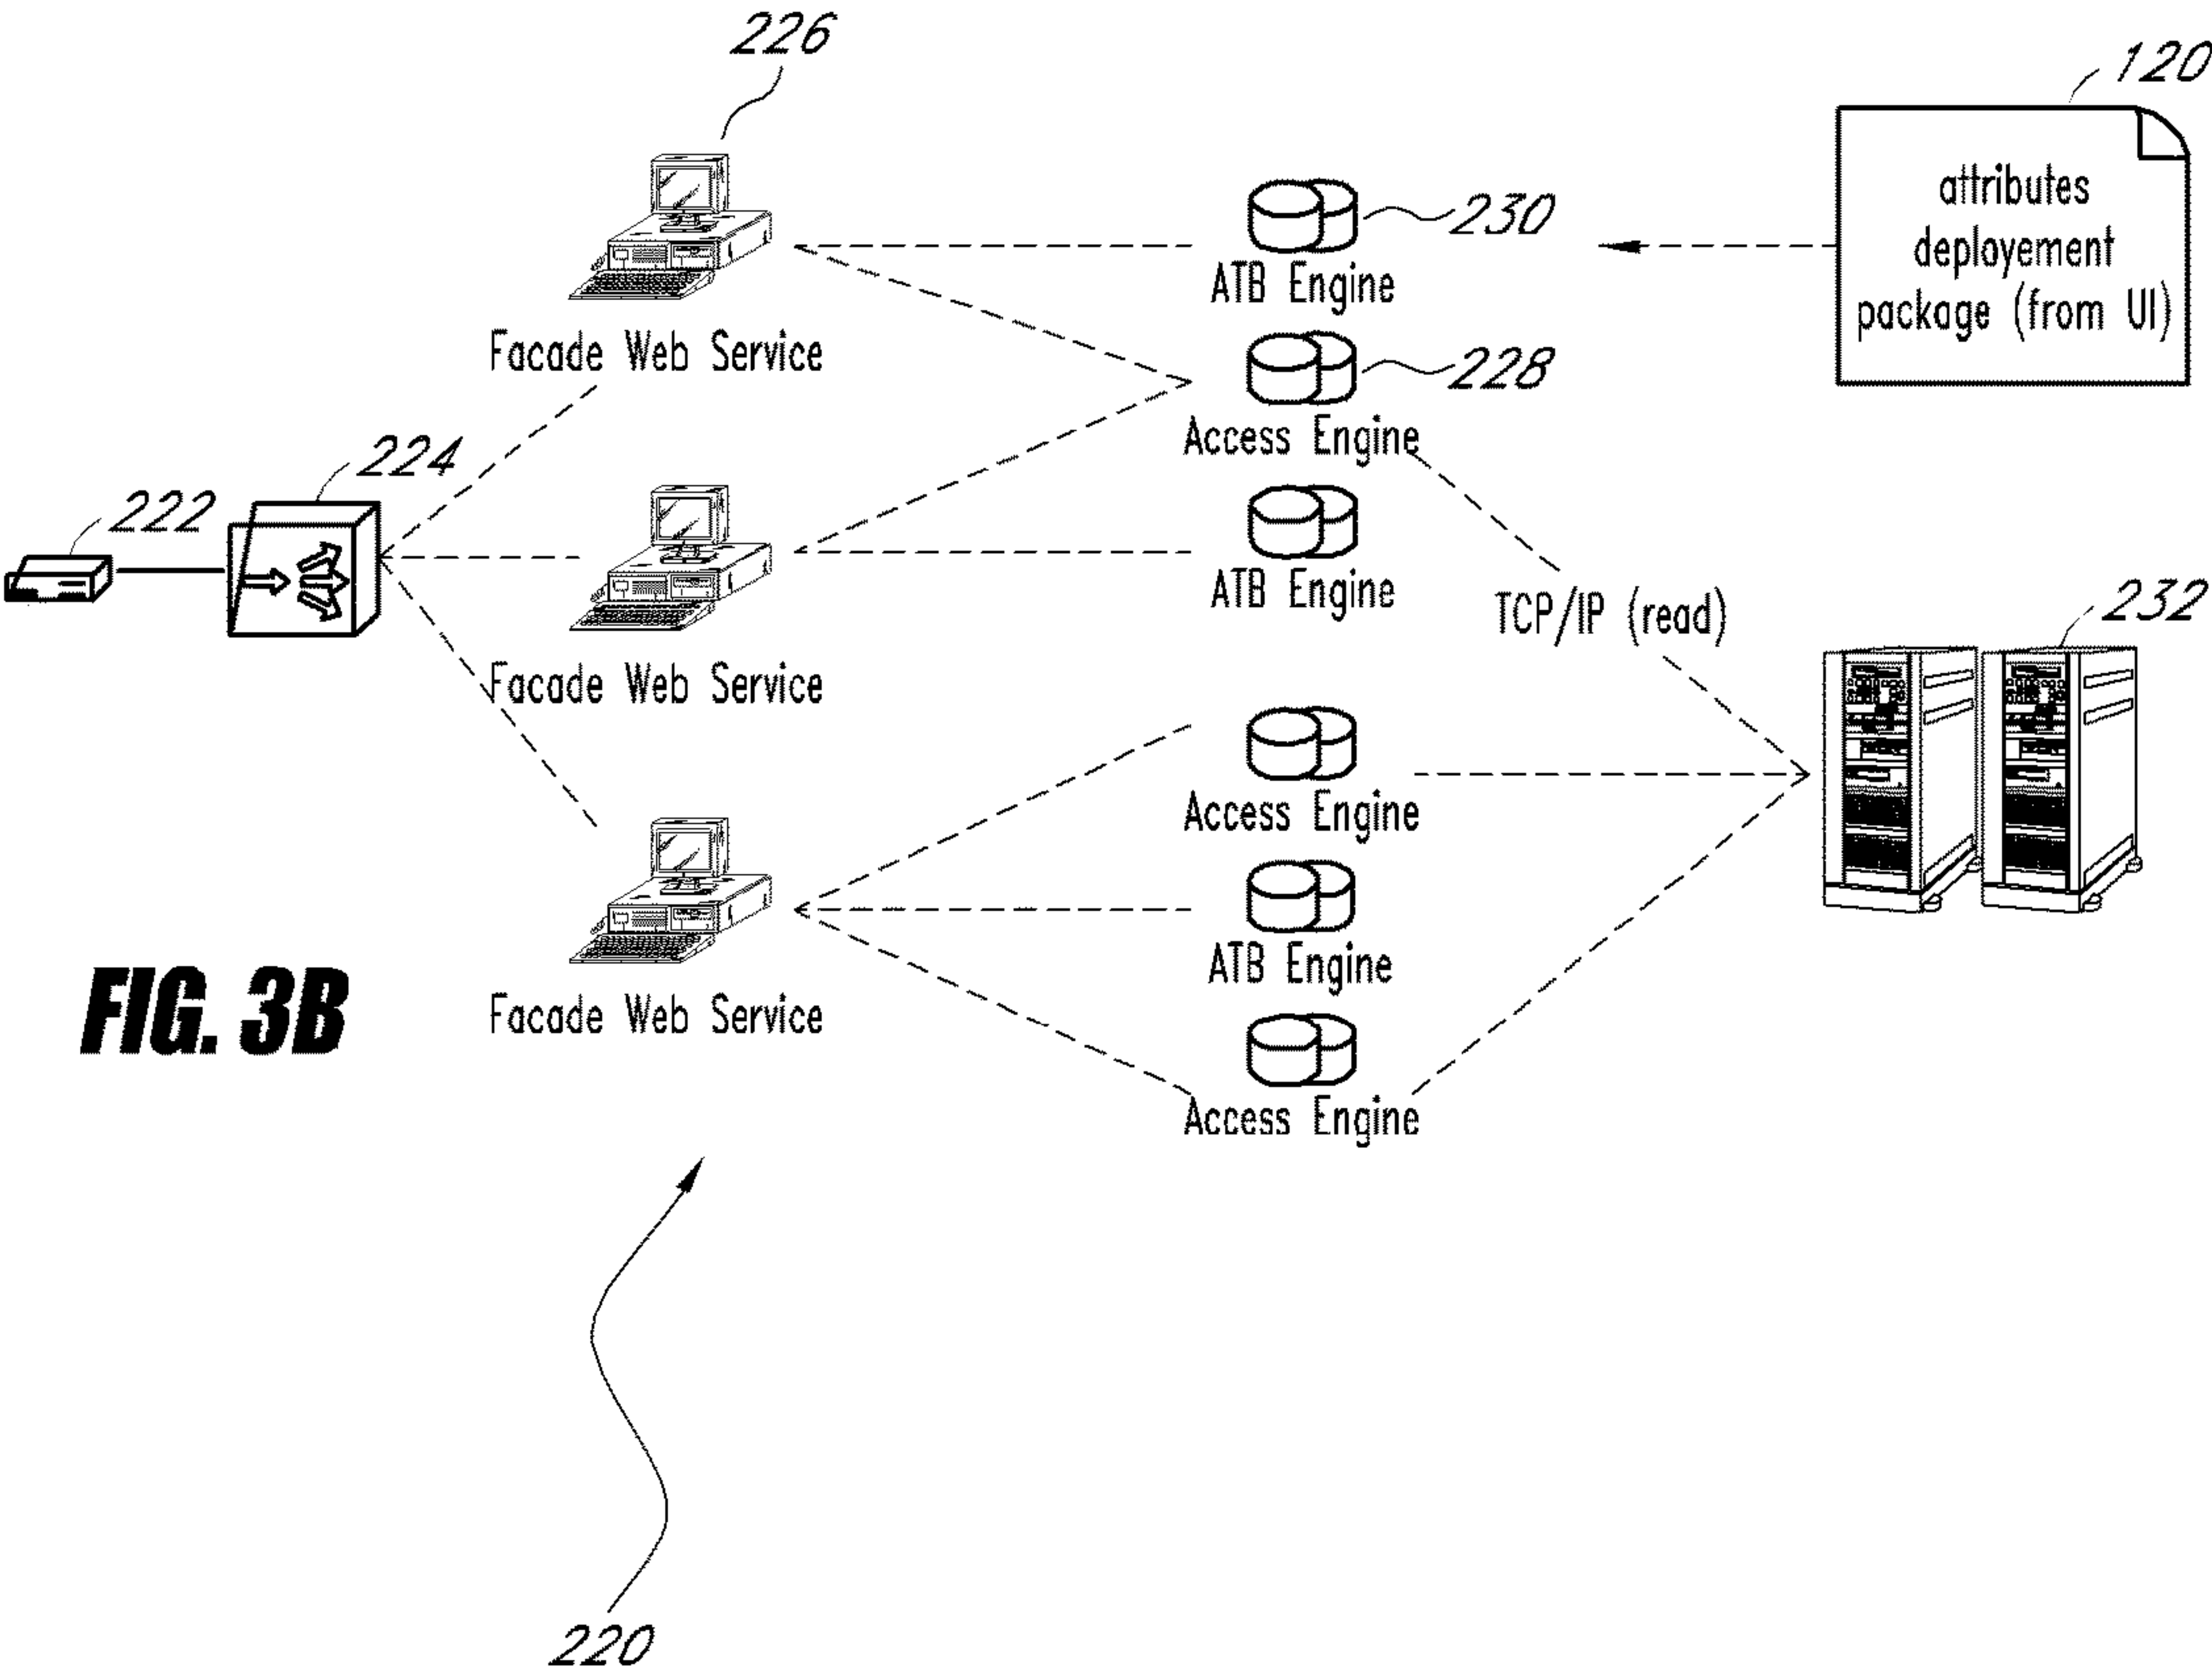 226
120
attributes
deployement
package (from UI)
230
ATB Engine
Facade Web Service
228
Access Engine
224
222
ATB Engine
TCP/IP (read)
232
Facade Web Service
Access Engine
ATB Engine
FIG. 3B
Facade Web Service
Access Engine
220